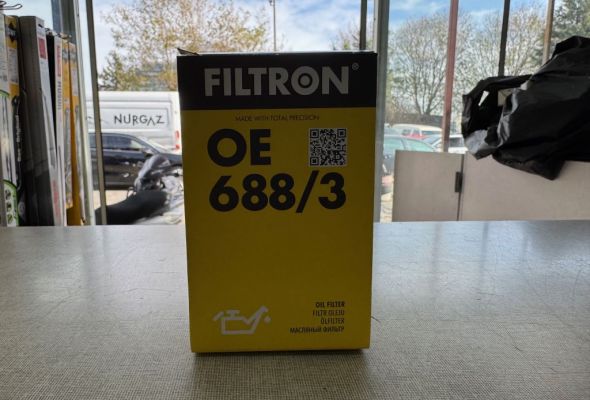 FILTRON®
MADE WITH TOTAL PRECISION
OE
688/3
OIL FILTER
FILTR OLEJU
ÖLFILTER
МАСЛЯНЫЙ ФИЛЬТР
NURGAZ